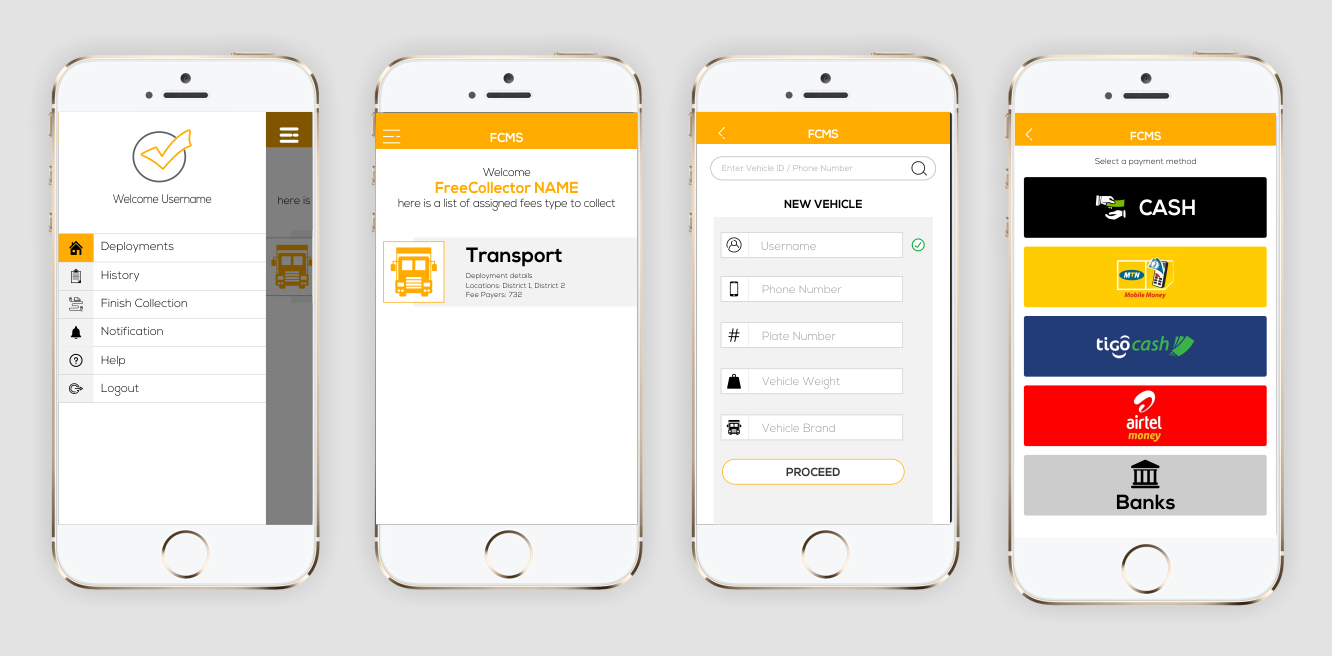 Welcome Username
here is
Deployments
History
Finish Collection
Notification
Help
Logout
FCMS
Welcome
FreeCollector NAME
here is a list of assigned fees type to collect
Transport
Deployment details
Locations: District 1, District 2
Fee Payers: 732
FCMS
Enter Vehicle ID / Phone Number
NEW VEHICLE
Username
Phone Number
# Plate Number
Vehicle Weight
Vehicle Brand
PROCEED
FCMS
Select a payment method
CASH
MTN
Mobile Money
tigo cash
airtel
money
Banks